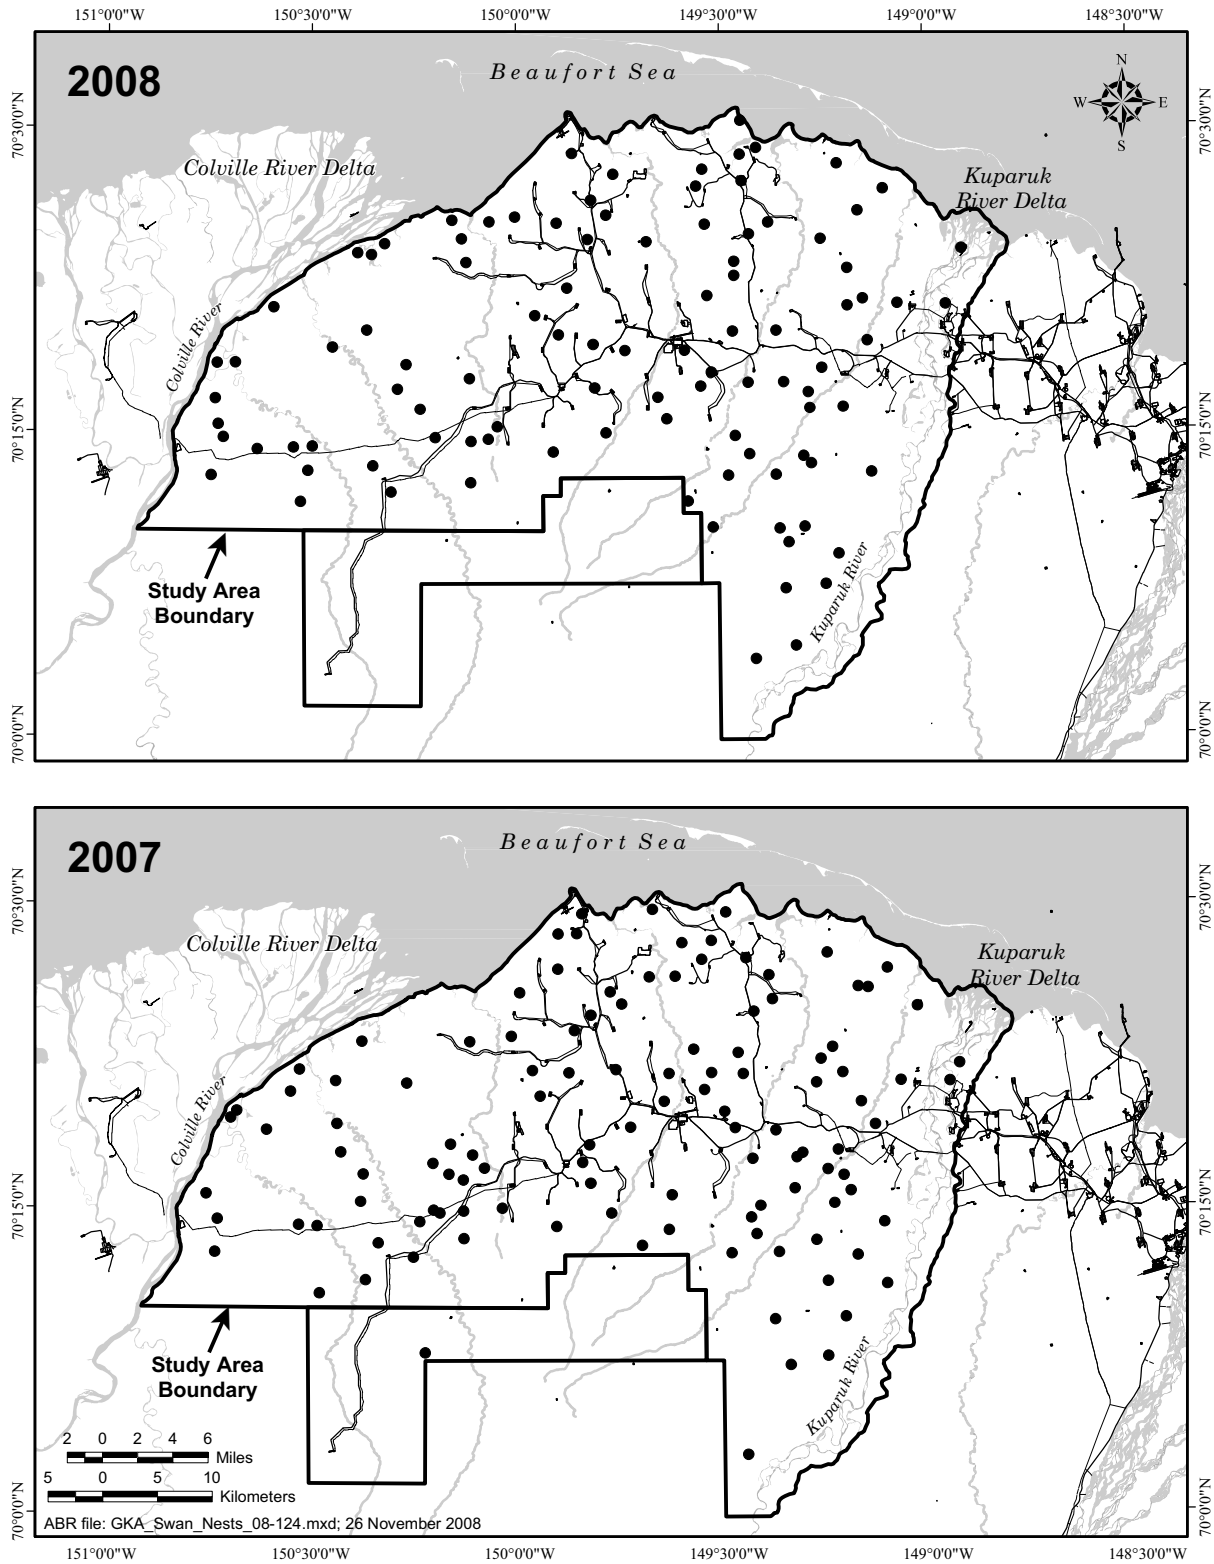 151°0'0"W 150°30'0"W 150°0'0"W 149°30'0"W 149°0'0"W 148°30'0"W
2008
Beaufort Sea
N
W E
S
70°30'0"N 70°30'0"N
Colville River Delta
Kuparuk
River Delta
Colville River
70°15'0"N 70°15'0"N
Study Area
Boundary
Kuparuk River
70°0'0"N 70°0'0"N
2007
Beaufort Sea
70°30'0"N 70°30'0"N
Colville River Delta
Kuparuk
River Delta
Colville River
70°15'0"N 70°15'0"N
Study Area
Boundary
Kuparuk River
2 0 2 4 6
Miles
5 0 5 10
Kilometers
70°0'0"N 70°0'0"N
ABR file: GKA_Swan_Nests_08-124.mxd; 26 November 2008
151°0'0"W 150°30'0"W 150°0'0"W 149°30'0"W 149°0'0"W 148°30'0"W